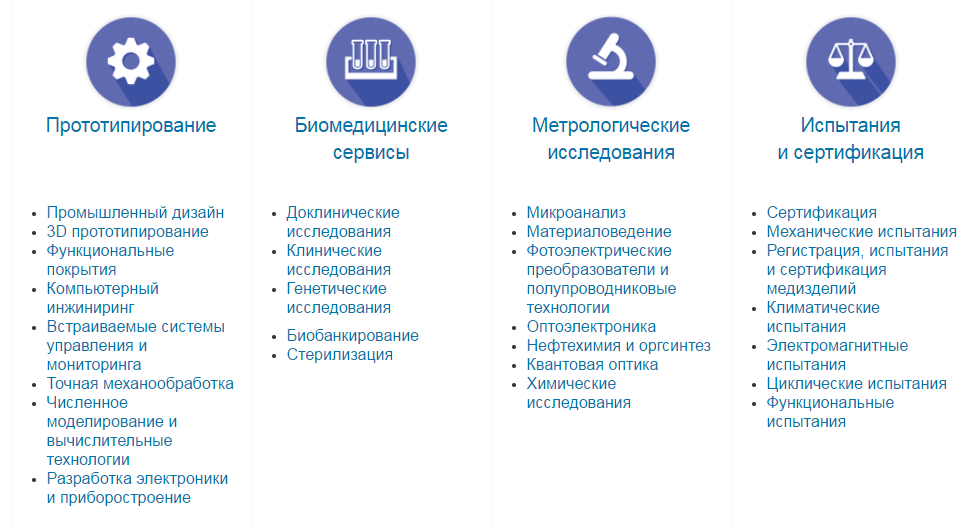 Прототипирование
Промышленный дизайн
3D прототипирование
Функциональные
покрытия
Компьютерный
инжиниринг
Встраиваемые системы
управления и
мониторинга
Точная механообработка
Численное
моделирование и
вычислительные
технологии
Разработка электроники
и приборостроение
Биомедицинские
сервисы
Доклинические
исследования
Клинические
исследования
Генетические
исследования
Биобанкирование
Стерилизация
Метрологические
исследования
Микроанализ
Материаловедение
Фотоэлектрические
преобразователи и
полупроводниковые
технологии
Оптоэлектроника
Нефтехимия и оргсинтез
Квантовая оптика
Химические
исследования
Испытания
и сертификация
Сертификация
Механические испытания
Регистрация, испытания
и сертификация
медизделий
Климатические
испытания
Электромагнитные
испытания
Циклические испытания
Функциональные
испытания